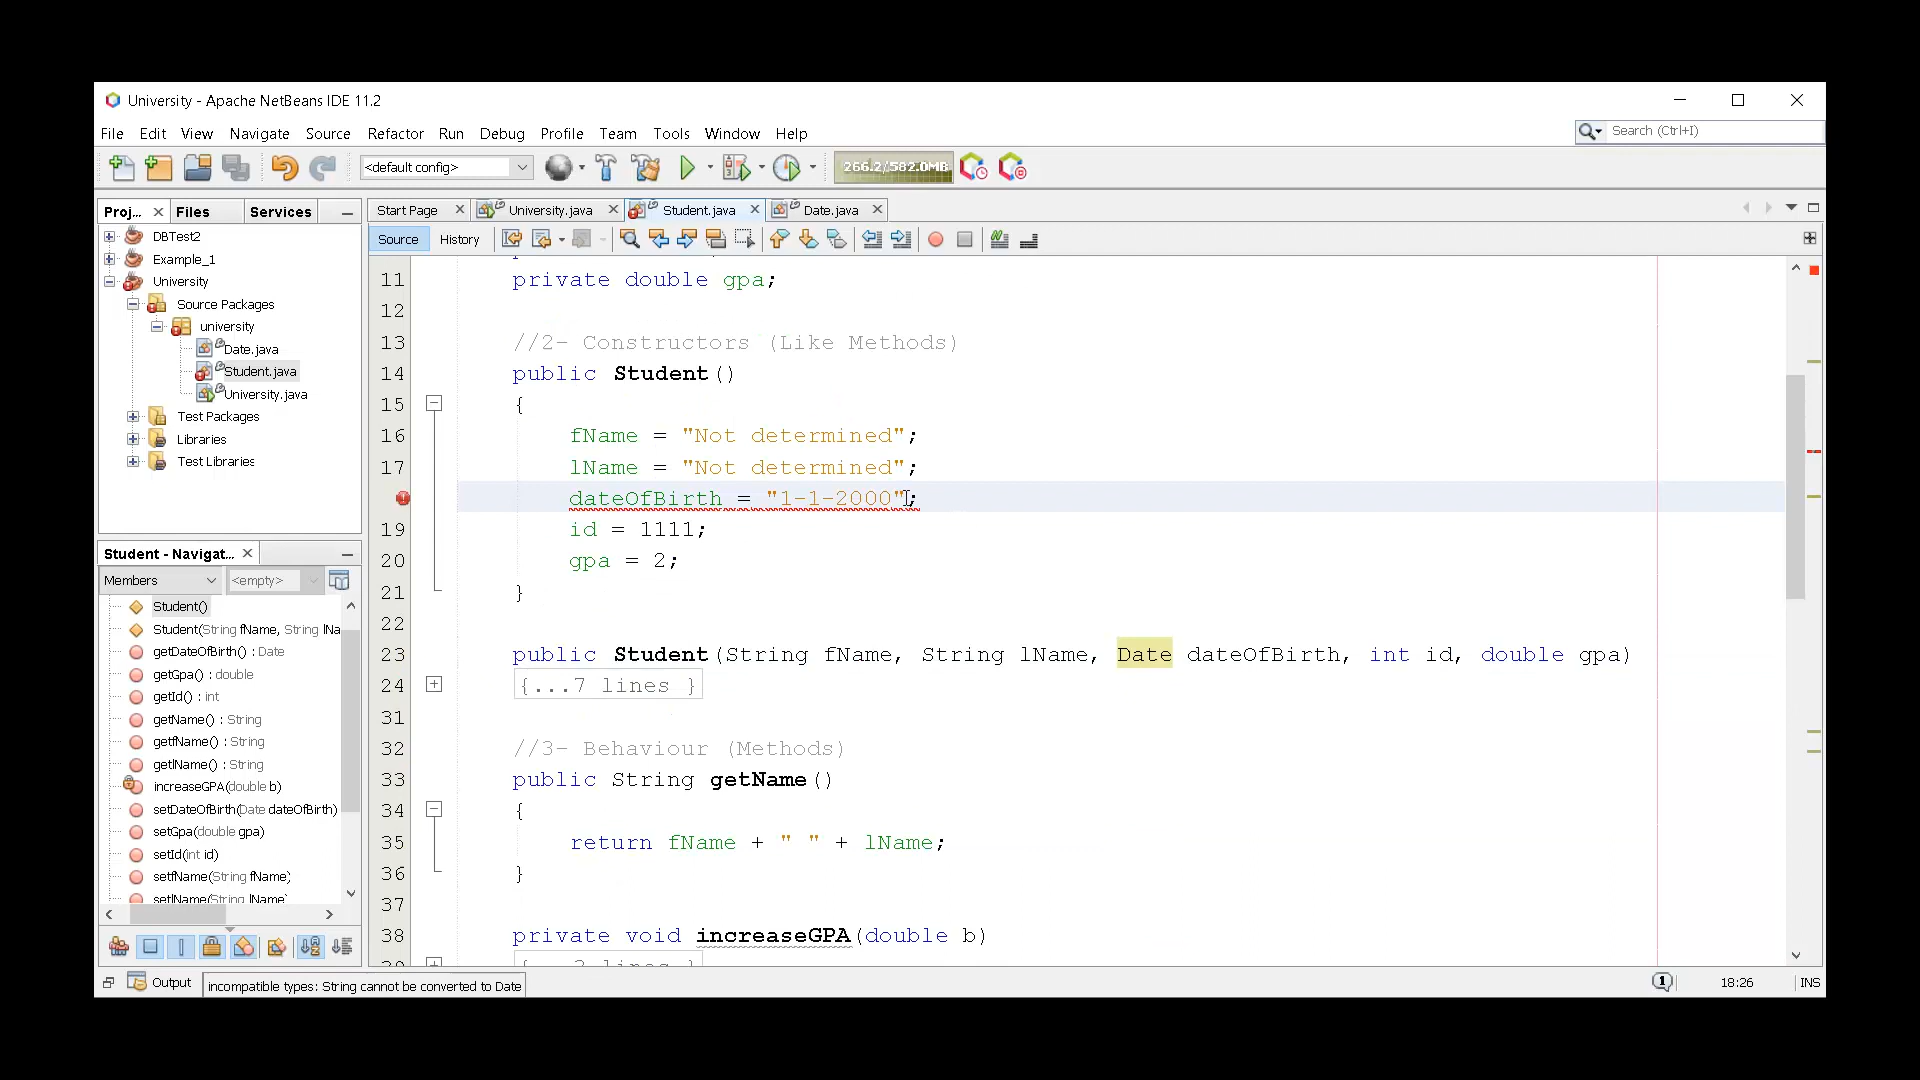 University - Apache NetBeans IDE 11.2
File Edit View Navigate Source Refactor Run Debug Profile Team Tools Window Help
Search (Ctrl+I)
<default config>
266.2/582.0MB
Proj... Files Services
Start Page University.java Student.java Date.java
Source History
DBTest2
Example_1
University
Source Packages
university
Date.java
Student.java
University.java
Test Packages
Libraries
Test Libraries
Student - Navigat...
Members <empty>
Student()
Student(String fName, String lNa
getDateOfBirth() : Date
getGpa() : double
getId() : int
getName() : String
getfName() : String
getlName() : String
increaseGPA(double b)
setDateOfBirth(Date dateOfBirth)
setGpa(double gpa)
setId(int id)
setfName(String fName)
setlName(String lName)
11 private double gpa;
12
13 //2- Constructors (Like Methods)
14 public Student()
15 {
16 fName = "Not determined";
17 lName = "Not determined";
dateOfBirth = "1-1-2000";
19 id = 1111;
20 gpa = 2;
21 }
22
23 public Student(String fName, String lName, Date dateOfBirth, int id, double gpa)
24 {...7 lines }
31
32 //3- Behaviour (Methods)
33 public String getName()
34 {
35 return fName + " " + lName;
36 }
37
38 private void increaseGPA(double b)
Output incompatible types: String cannot be converted to Date
1 18:26 INS